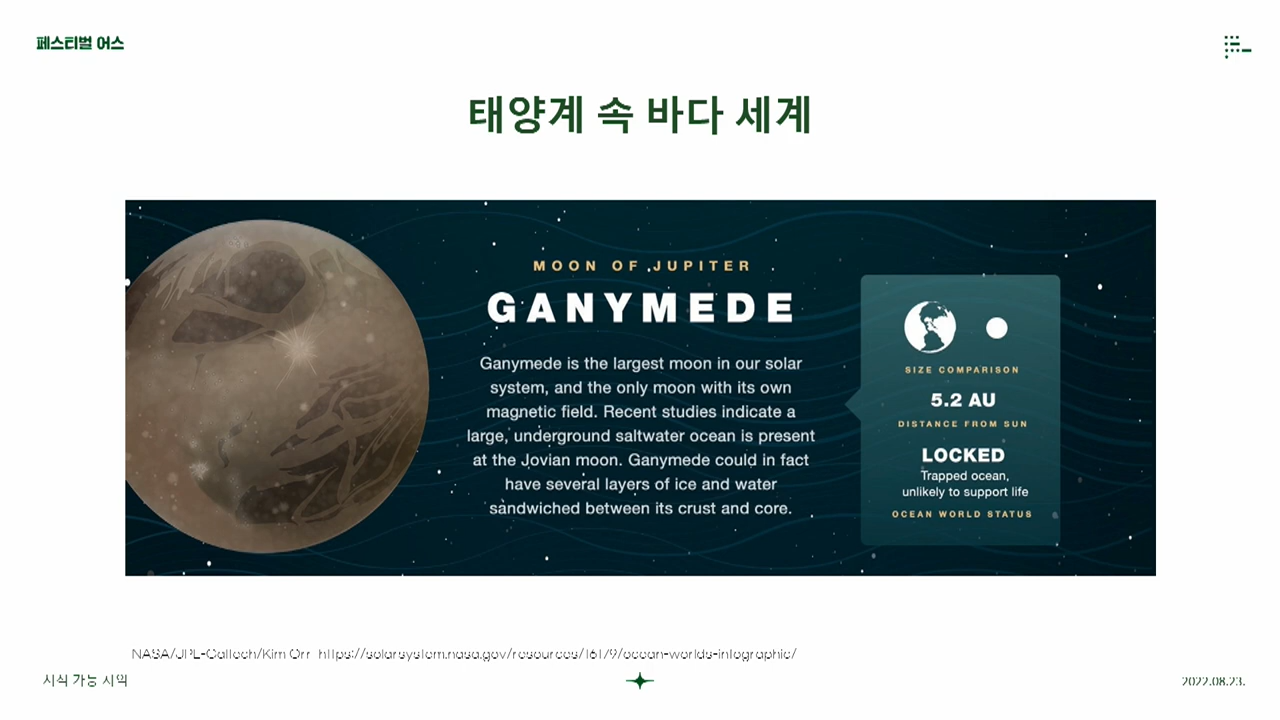 페스티벌 어스
태양계 속 바다 세계
MOON OF JUPITER
GANYMEDE
Ganymede is the largest moon in our solar
system, and the only moon with its own
magnetic field. Recent studies indicate a
large, underground saltwater ocean is present
at the Jovian moon. Ganymede could in fact
have several layers of ice and water
sandwiched between its crust and core.
SIZE COMPARISON
5.2 AU
DISTANCE FROM SUN
LOCKED
Trapped ocean,
unlikely to support life
OCEAN WORLD STATUS
NASA/JPL-Caltech/Kim Orr https://solarsystem.nasa.gov/resources/16179/ocean-worlds-infographic/
가능
2022.08.23.